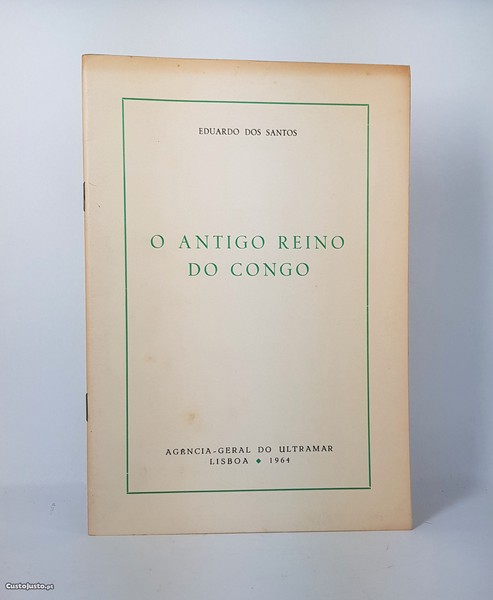 EDUARDO DOS SANTOS
O ANTIGO REINO
DO CONGO
AGÊNCIA-GERAL DO ULTRAMAR
LISBOA ◆ 1964
CustoJusto.pt